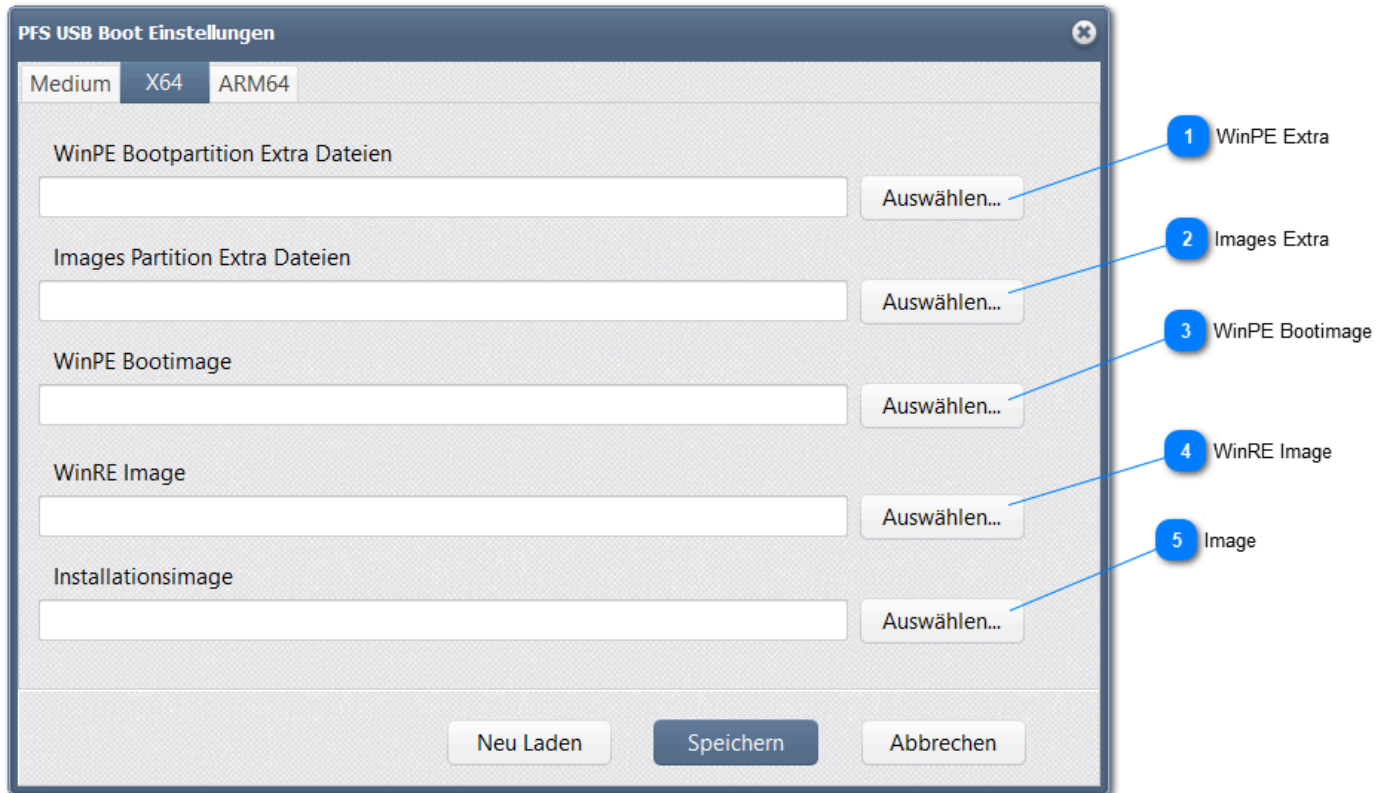 PFS USB Boot Einstellungen
Medium X64 ARM64
WinPE Bootpartition Extra Dateien
Auswählen...
1 WinPE Extra
Images Partition Extra Dateien
Auswählen...
2 Images Extra
WinPE Bootimage
Auswählen...
3 WinPE Bootimage
WinRE Image
Auswählen...
4 WinRE Image
Installationsimage
Auswählen...
5 Image
Neu Laden Speichern Abbrechen